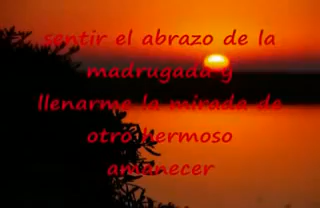 sentir el abrazo de la
madrugada y
llenarme la mirada de
otro hermoso
amanecer